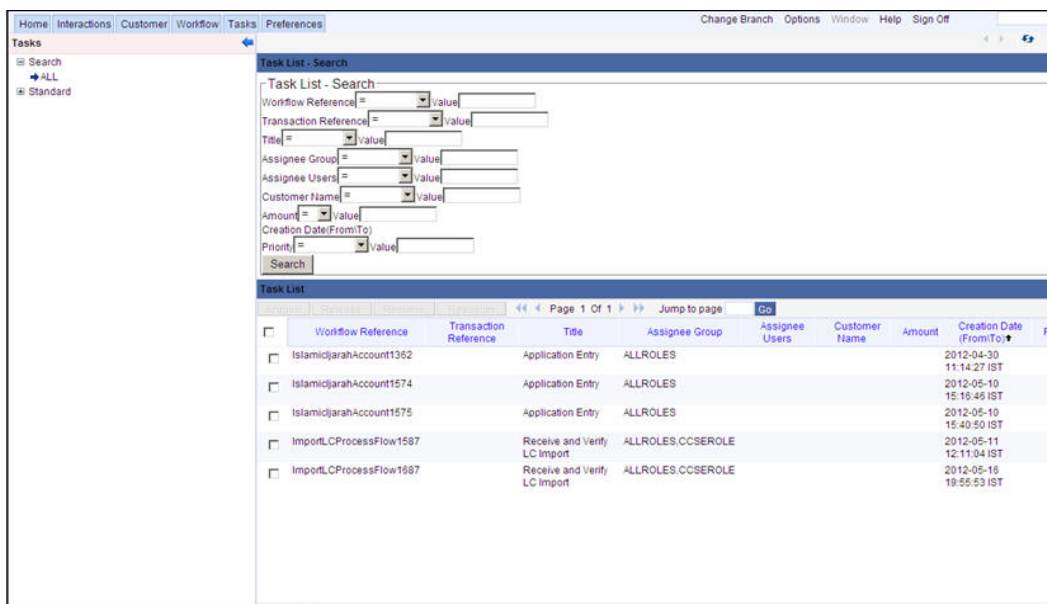 Home Interactions Customer Workflow Tasks Preferences
Change Branch Options Window Help Sign Off
Tasks
Search
ALL
Standard
Task List - Search
Task List - Search
Workflow Reference = Value
Transaction Reference = Value
Title = Value
Assignee Group = Value
Assignee Users = Value
Customer Name = Value
Amount = Value
Creation Date(From\To)
Priority = Value
Search
Task List
Page 1 Of 1 Jump to page Go
Workflow Reference Transaction Reference Title Assignee Group Assignee Users Customer Name Amount Creation Date (From\To)
IslamicIjarahAccount1362 Application Entry ALLROLES 2012-04-30
11:14:27 IST
IslamicIjarahAccount1574 Application Entry ALLROLES 2012-05-10
15:16:46 IST
IslamicIjarahAccount1575 Application Entry ALLROLES 2012-05-10
15:40:50 IST
ImportLCProcessFlow1587 Receive and Verify ALLROLES,CCSEROLE 2012-05-11
LC Import 12:11:04 IST
ImportLCProcessFlow1687 Receive and Verify ALLROLES,CCSEROLE 2012-05-16
LC Import 19:55:53 IST